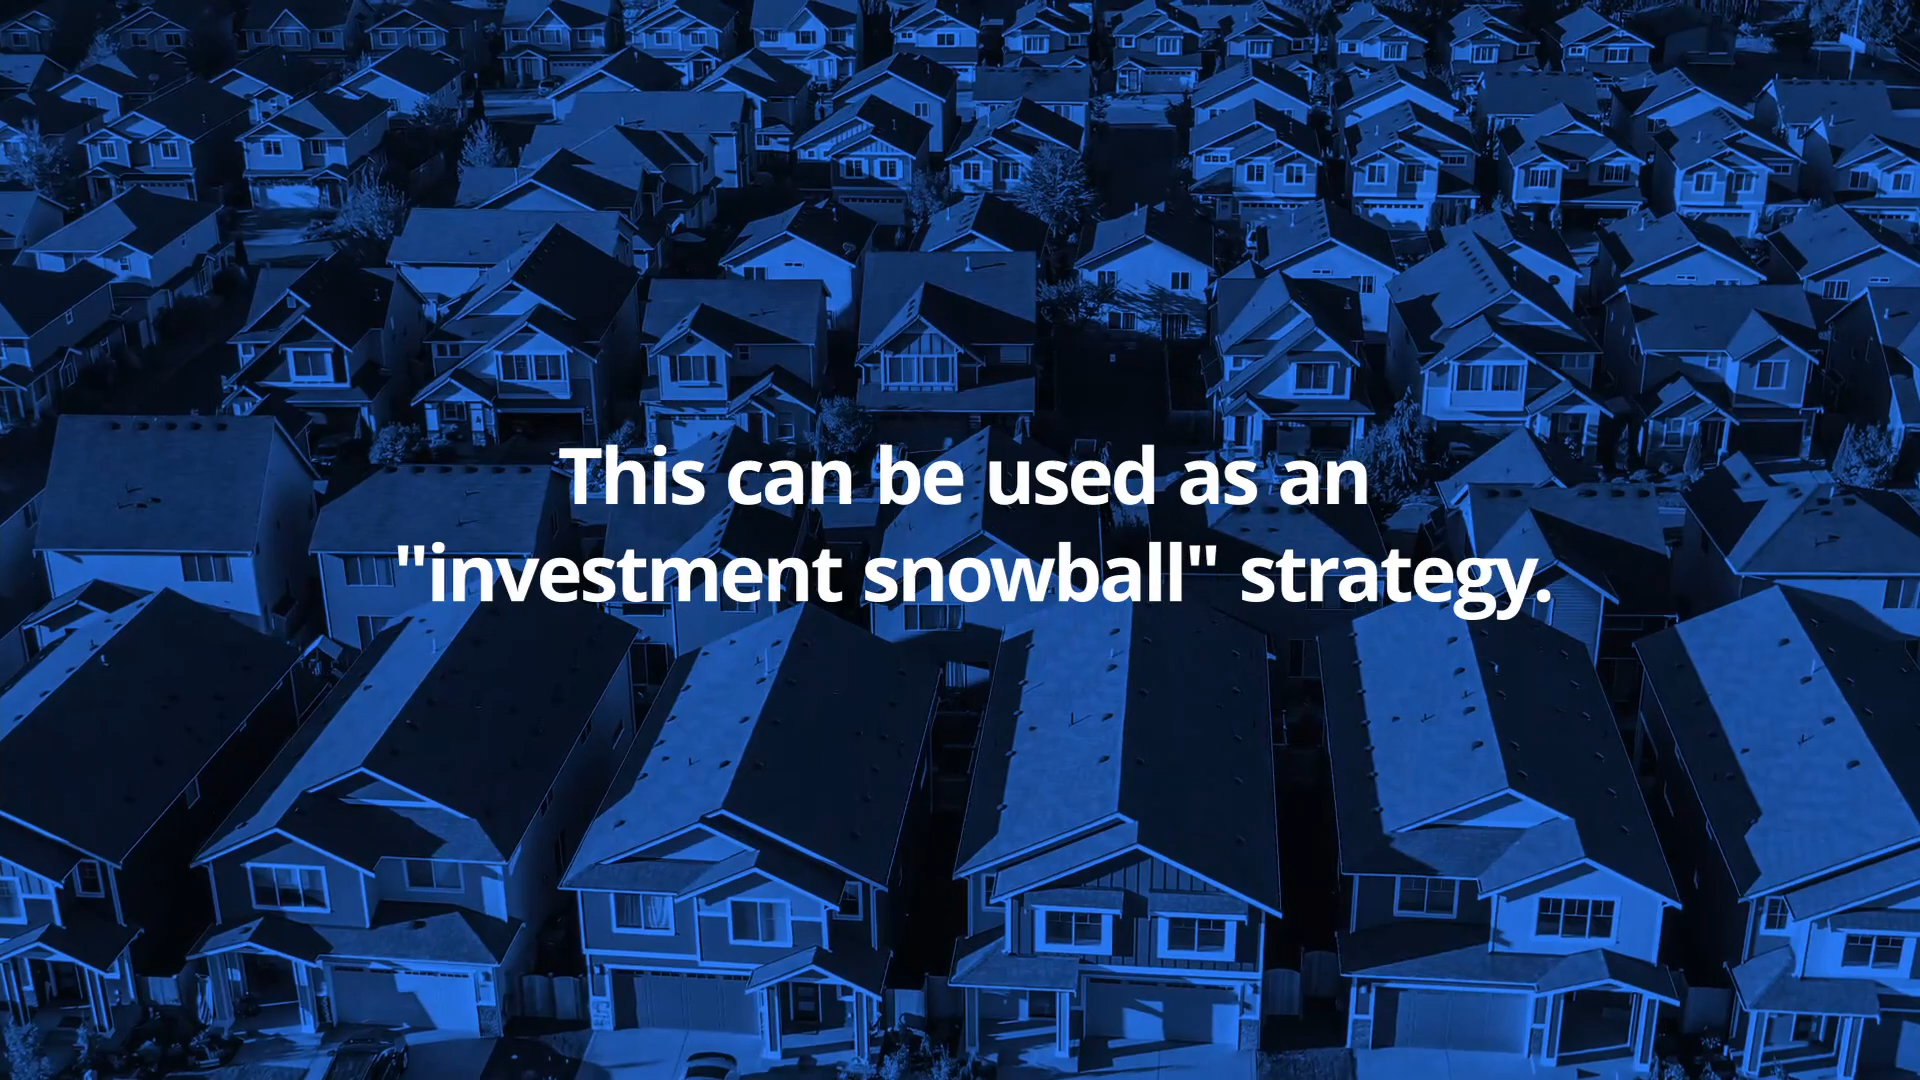 This can be used as an
"investment snowball" strategy.